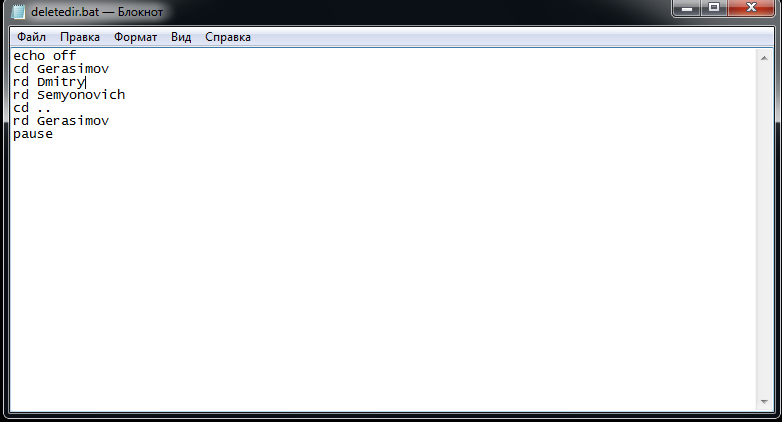 deletedir.bat — Блокнот
Файл Правка Формат Вид Справка
echo off
cd Gerasimov
rd Dmitry
rd Semyonovich
cd ..
rd Gerasimov
pause